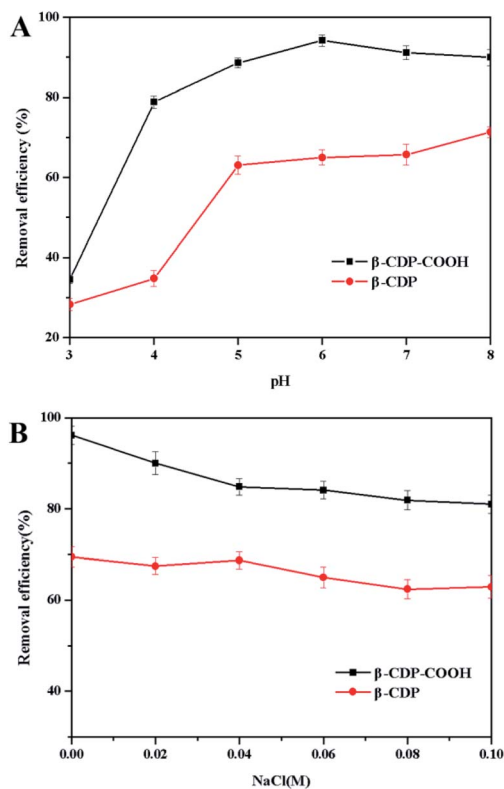 A
Removal efficiency (%)
100
80
60
40
20
3 4 5 6 7 8
pH
β-CDP-COOH
β-CDP
B
Removal efficiency(%)
100
80
60
40
0.00 0.02 0.04 0.06 0.08 0.10
NaCl(M)
β-CDP-COOH
β-CDP